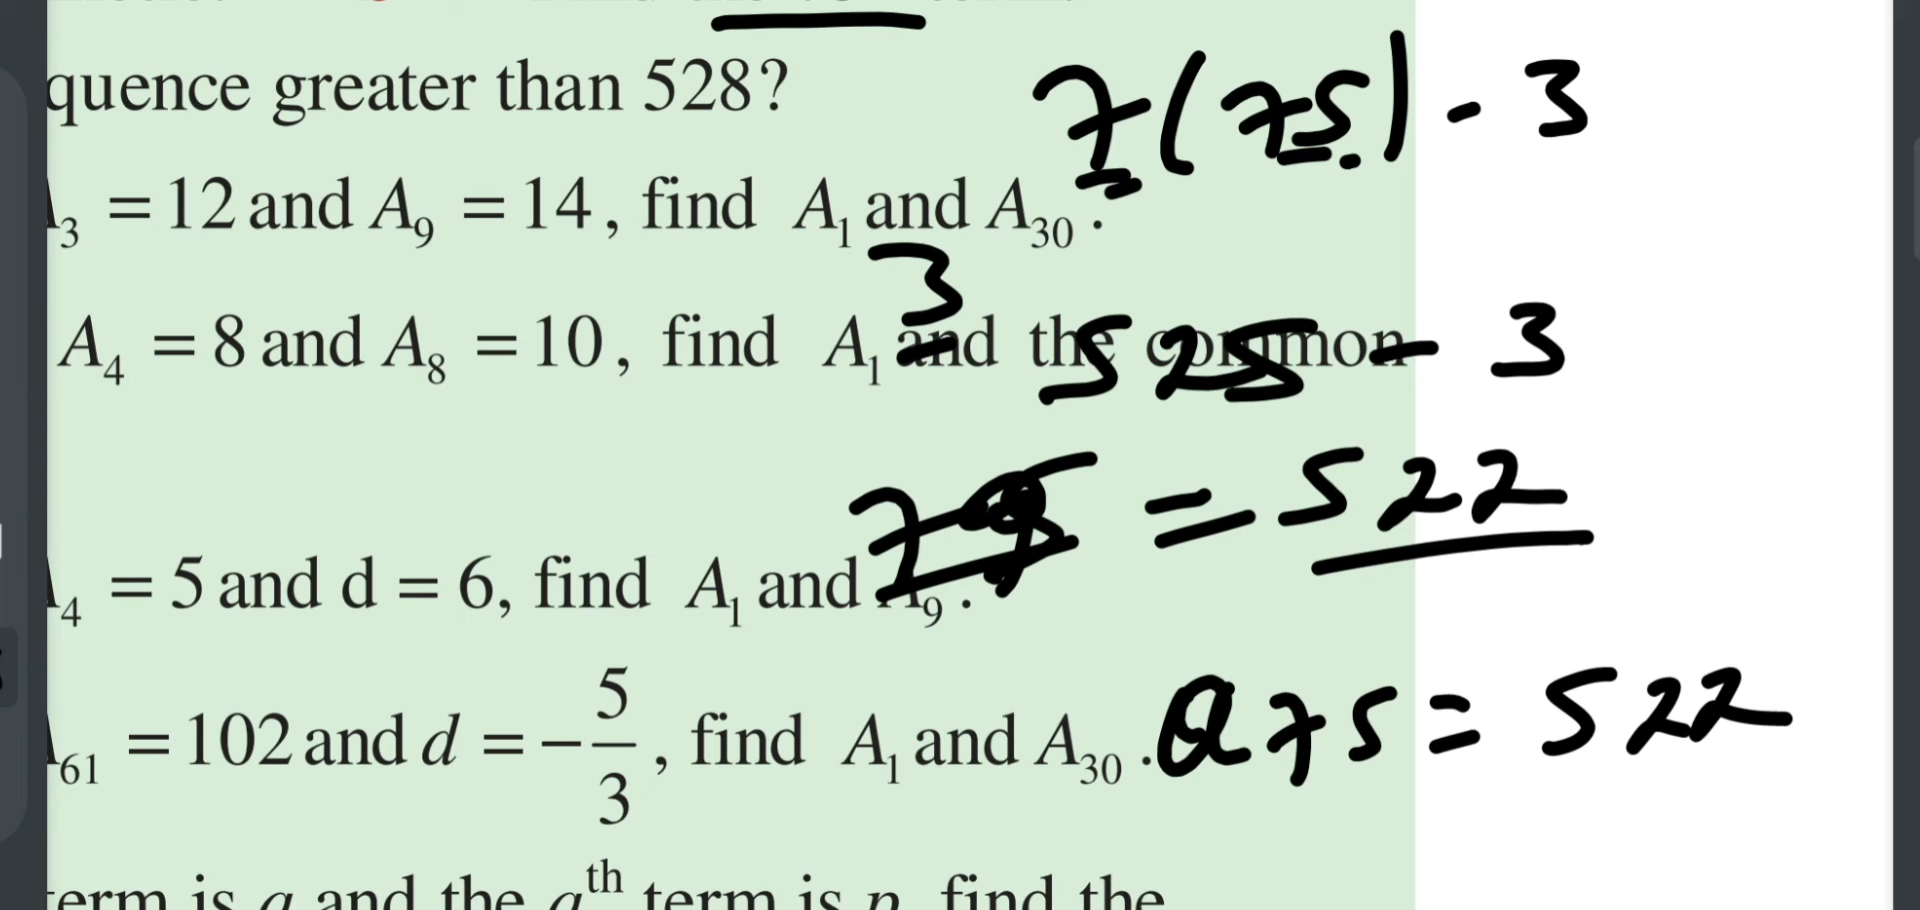 quence greater than 528?
7(75) - 3
3 = 12 and A9 = 14, find A1 and A30.
3
A4 = 8 and A8 = 10, find A1 and the common
525 - 3
= 522
4 = 5 and d = 6, find A1 and A9.
61 = 102 and d = -5/3, find A1 and A30.
a75 = 522
term is q and the qth term is p, find the